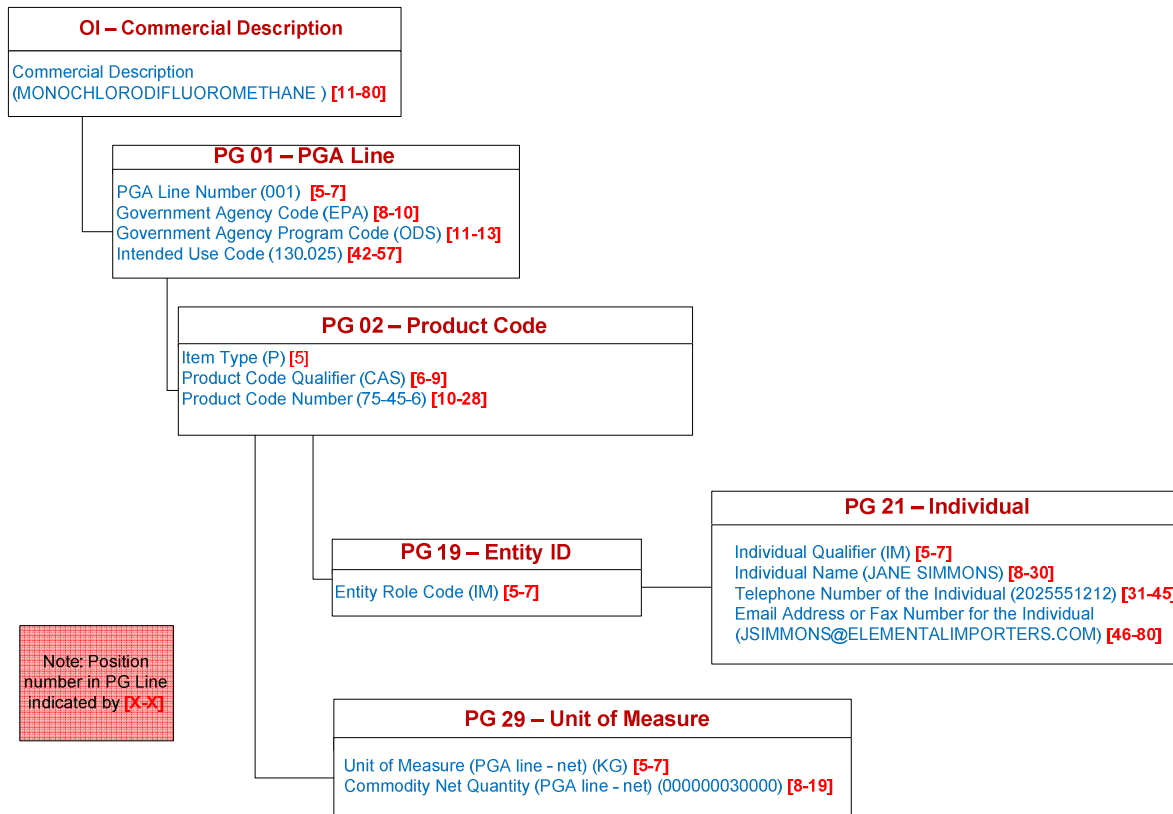 OI – Commercial Description
Commercial Description
(MONOCHLORODIFLUOROMETHANE ) [11-80]
PG 01 – PGA Line
PGA Line Number (001) [5-7]
Government Agency Code (EPA) [8-10]
Government Agency Program Code (ODS) [11-13]
Intended Use Code (130.025) [42-57]
PG 02 – Product Code
Item Type (P) [5]
Product Code Qualifier (CAS) [6-9]
Product Code Number (75-45-6) [10-28]
PG 19 – Entity ID
Entity Role Code (IM) [5-7]
PG 21 – Individual
Individual Qualifier (IM) [5-7]
Individual Name (JANE SIMMONS) [8-30]
Telephone Number of the Individual (2025551212) [31-45]
Email Address or Fax Number for the Individual
(JSIMMONS@ELEMENTALIMPORTERS.COM) [46-80]
Note: Position
number in PG Line
indicated by [X-X]
PG 29 – Unit of Measure
Unit of Measure (PGA line - net) (KG) [5-7]
Commodity Net Quantity (PGA line - net) (000000030000) [8-19]